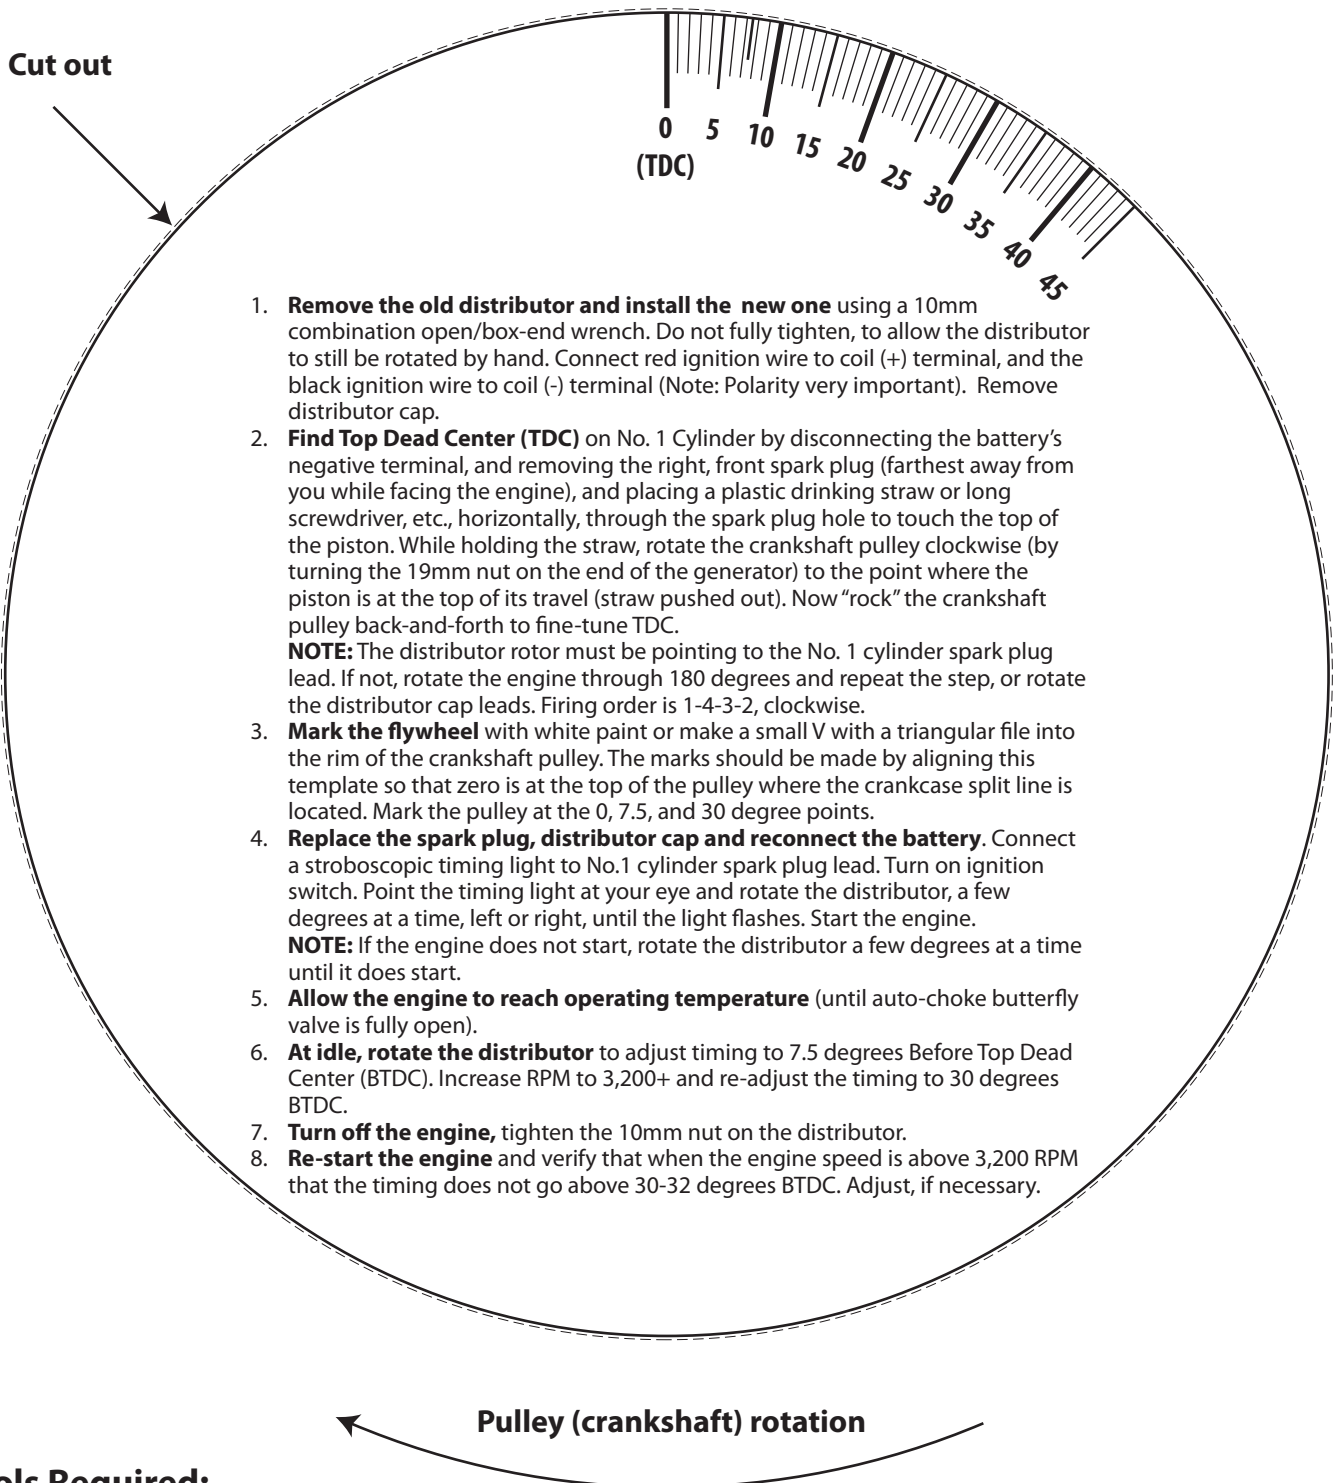 Cut out
0 5 10 15 20 25 30 35 40 45
(TDC)
1. Remove the old distributor and install the  new one using a 10mm
combination open/box-end wrench. Do not fully tighten, to allow the distributor
to still be rotated by hand. Connect red ignition wire to coil (+) terminal, and the
black ignition wire to coil (-) terminal (Note: Polarity very important).  Remove
distributor cap.
2. Find Top Dead Center (TDC) on No. 1 Cylinder by disconnecting the battery's
negative terminal, and removing the right, front spark plug (farthest away from
you while facing the engine), and placing a plastic drinking straw or long
screwdriver, etc., horizontally, through the spark plug hole to touch the top of
the piston. While holding the straw, rotate the crankshaft pulley clockwise (by
turning the 19mm nut on the end of the generator) to the point where the
piston is at the top of its travel (straw pushed out). Now “rock” the crankshaft
pulley back-and-forth to fine-tune TDC.
NOTE: The distributor rotor must be pointing to the No. 1 cylinder spark plug
lead. If not, rotate the engine through 180 degrees and repeat the step, or rotate
the distributor cap leads. Firing order is 1-4-3-2, clockwise.
3. Mark the flywheel with white paint or make a small V with a triangular file into
the rim of the crankshaft pulley. The marks should be made by aligning this
template so that zero is at the top of the pulley where the crankcase split line is
located. Mark the pulley at the 0, 7.5, and 30 degree points.
4. Replace the spark plug, distributor cap and reconnect the battery. Connect
a stroboscopic timing light to No.1 cylinder spark plug lead. Turn on ignition
switch. Point the timing light at your eye and rotate the distributor, a few
degrees at a time, left or right, until the light flashes. Start the engine.
NOTE: If the engine does not start, rotate the distributor a few degrees at a time
until it does start.
5. Allow the engine to reach operating temperature (until auto-choke butterfly
valve is fully open).
6. At idle, rotate the distributor to adjust timing to 7.5 degrees Before Top Dead
Center (BTDC). Increase RPM to 3,200+ and re-adjust the timing to 30 degrees
BTDC.
7. Turn off the engine, tighten the 10mm nut on the distributor.
8. Re-start the engine and verify that when the engine speed is above 3,200 RPM
that the timing does not go above 30-32 degrees BTDC. Adjust, if necessary.
Pulley (crankshaft) rotation
ols Required: